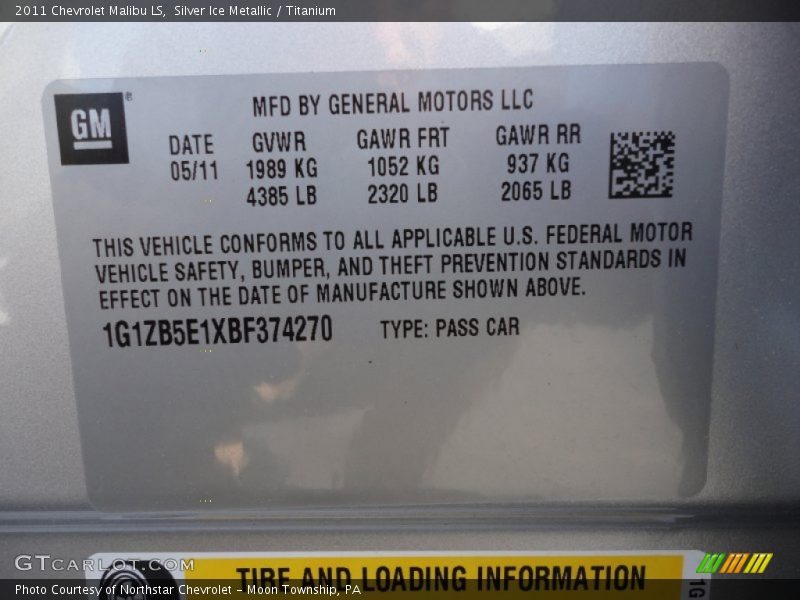 2011 Chevrolet Malibu LS, Silver Ice Metallic / Titanium
GM ®
MFD BY GENERAL MOTORS LLC
DATE GVWR GAWR FRT GAWR RR
05/11 1989 KG 1052 KG 937 KG
4385 LB 2320 LB 2065 LB
THIS VEHICLE CONFORMS TO ALL APPLICABLE U.S. FEDERAL MOTOR
VEHICLE SAFETY, BUMPER, AND THEFT PREVENTION STANDARDS IN
EFFECT ON THE DATE OF MANUFACTURE SHOWN ABOVE.
1G1ZB5E1XBF374270 TYPE: PASS CAR
GTCARLOT.COM
TIRE AND LOADING INFORMATION
1G
Photo Courtesy of Northstar Chevrolet – Moon Township, PA